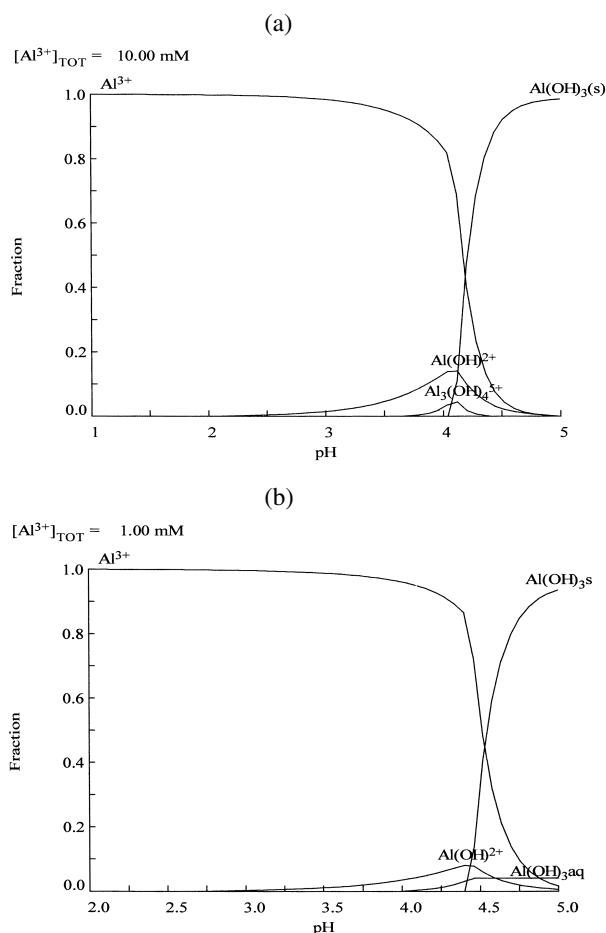 (a)
[Al³⁺]TOT = 10.00 mM
Al³⁺
Al(OH)₃(s)
1.0
0.8
0.6
0.4
0.2
0.0
Fraction
Al(OH)²⁺
Al₃(OH)₄⁵⁺
1 2 3 4 5
pH
(b)
[Al³⁺]TOT = 1.00 mM
Al³⁺
Al(OH)₃s
1.0
0.8
0.6
0.4
0.2
0.0
Fraction
Al(OH)²⁺
Al(OH)₃aq
2.0 2.5 3.0 3.5 4.0 4.5 5.0
pH